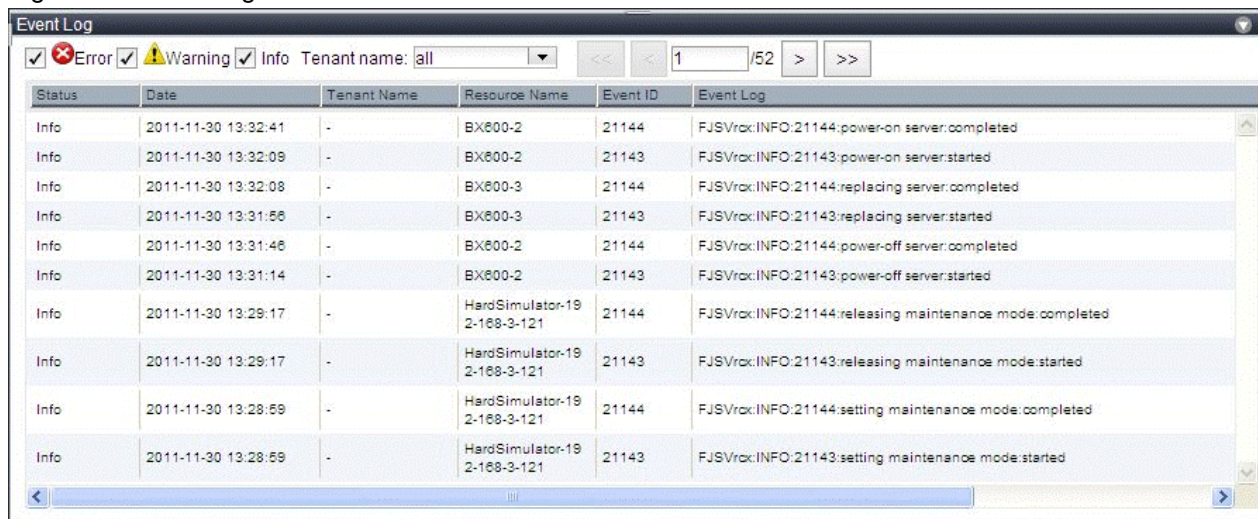 Event Log
Error Warning Info Tenant name: all << < 1 /52 > >>
Status Date Tenant Name Resource Name Event ID Event Log
Info 2011-11-30 13:32:41 - BX600-2 21144 FJSVrcx:INFO:21144:power-on server:completed
Info 2011-11-30 13:32:09 - BX600-2 21143 FJSVrcx:INFO:21143:power-on server:started
Info 2011-11-30 13:32:08 - BX600-3 21144 FJSVrcx:INFO:21144:replacing server:completed
Info 2011-11-30 13:31:56 - BX600-3 21143 FJSVrcx:INFO:21143:replacing server:started
Info 2011-11-30 13:31:46 - BX600-2 21144 FJSVrcx:INFO:21144:power-off server:completed
Info 2011-11-30 13:31:14 - BX600-2 21143 FJSVrcx:INFO:21143:power-off server:started
Info 2011-11-30 13:29:17 - HardSimulator-19
2-168-3-121 21144 FJSVrcx:INFO:21144:releasing maintenance mode:completed
Info 2011-11-30 13:29:17 - HardSimulator-19
2-168-3-121 21143 FJSVrcx:INFO:21143:releasing maintenance mode:started
Info 2011-11-30 13:28:59 - HardSimulator-19
2-168-3-121 21144 FJSVrcx:INFO:21144:setting maintenance mode:completed
Info 2011-11-30 13:28:59 - HardSimulator-19
2-168-3-121 21143 FJSVrcx:INFO:21143:setting maintenance mode:started